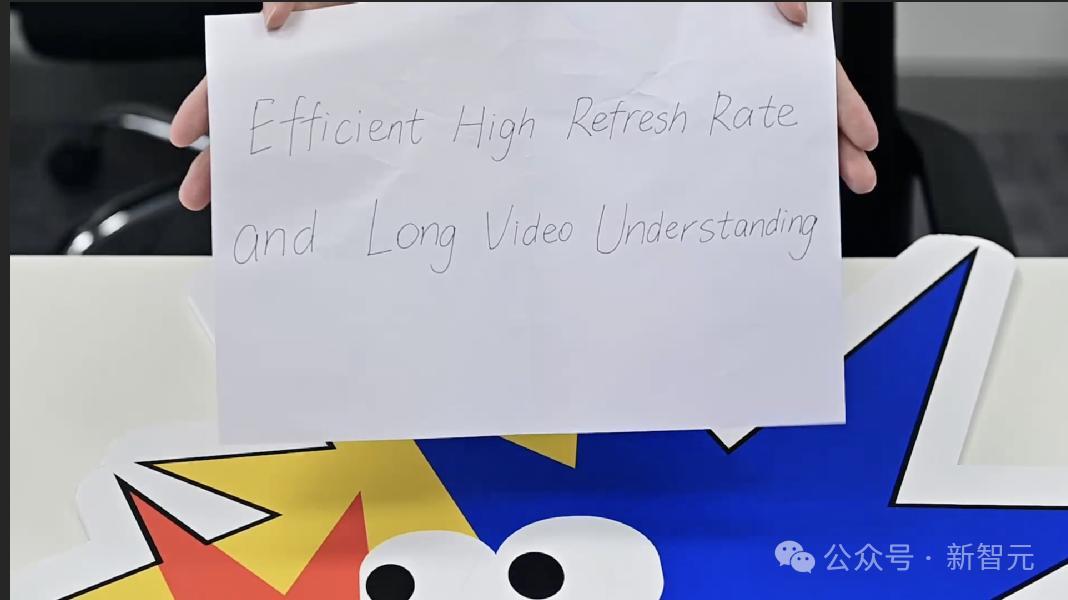 Efficient High Refresh Rate
and Long Video Understanding
公众号 · 新智元